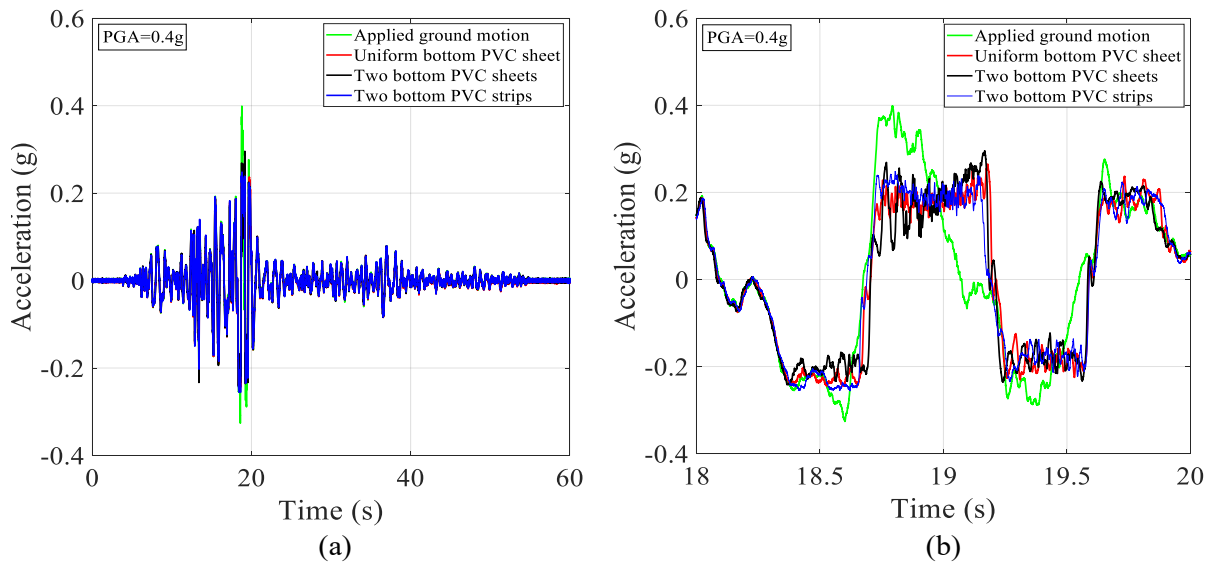 PGA=0.4g
Applied ground motion
Uniform bottom PVC sheet
Two bottom PVC sheets
Two bottom PVC strips
Acceleration (g)
0.6
0.4
0.2
0
-0.2
-0.4
0
20
40
60
Time (s)
(a)
PGA=0.4g
Applied ground motion
Uniform bottom PVC sheet
Two bottom PVC sheets
Two bottom PVC strips
Acceleration (g)
0.6
0.4
0.2
0
-0.2
-0.4
18
18.5
19
19.5
20
Time (s)
(b)